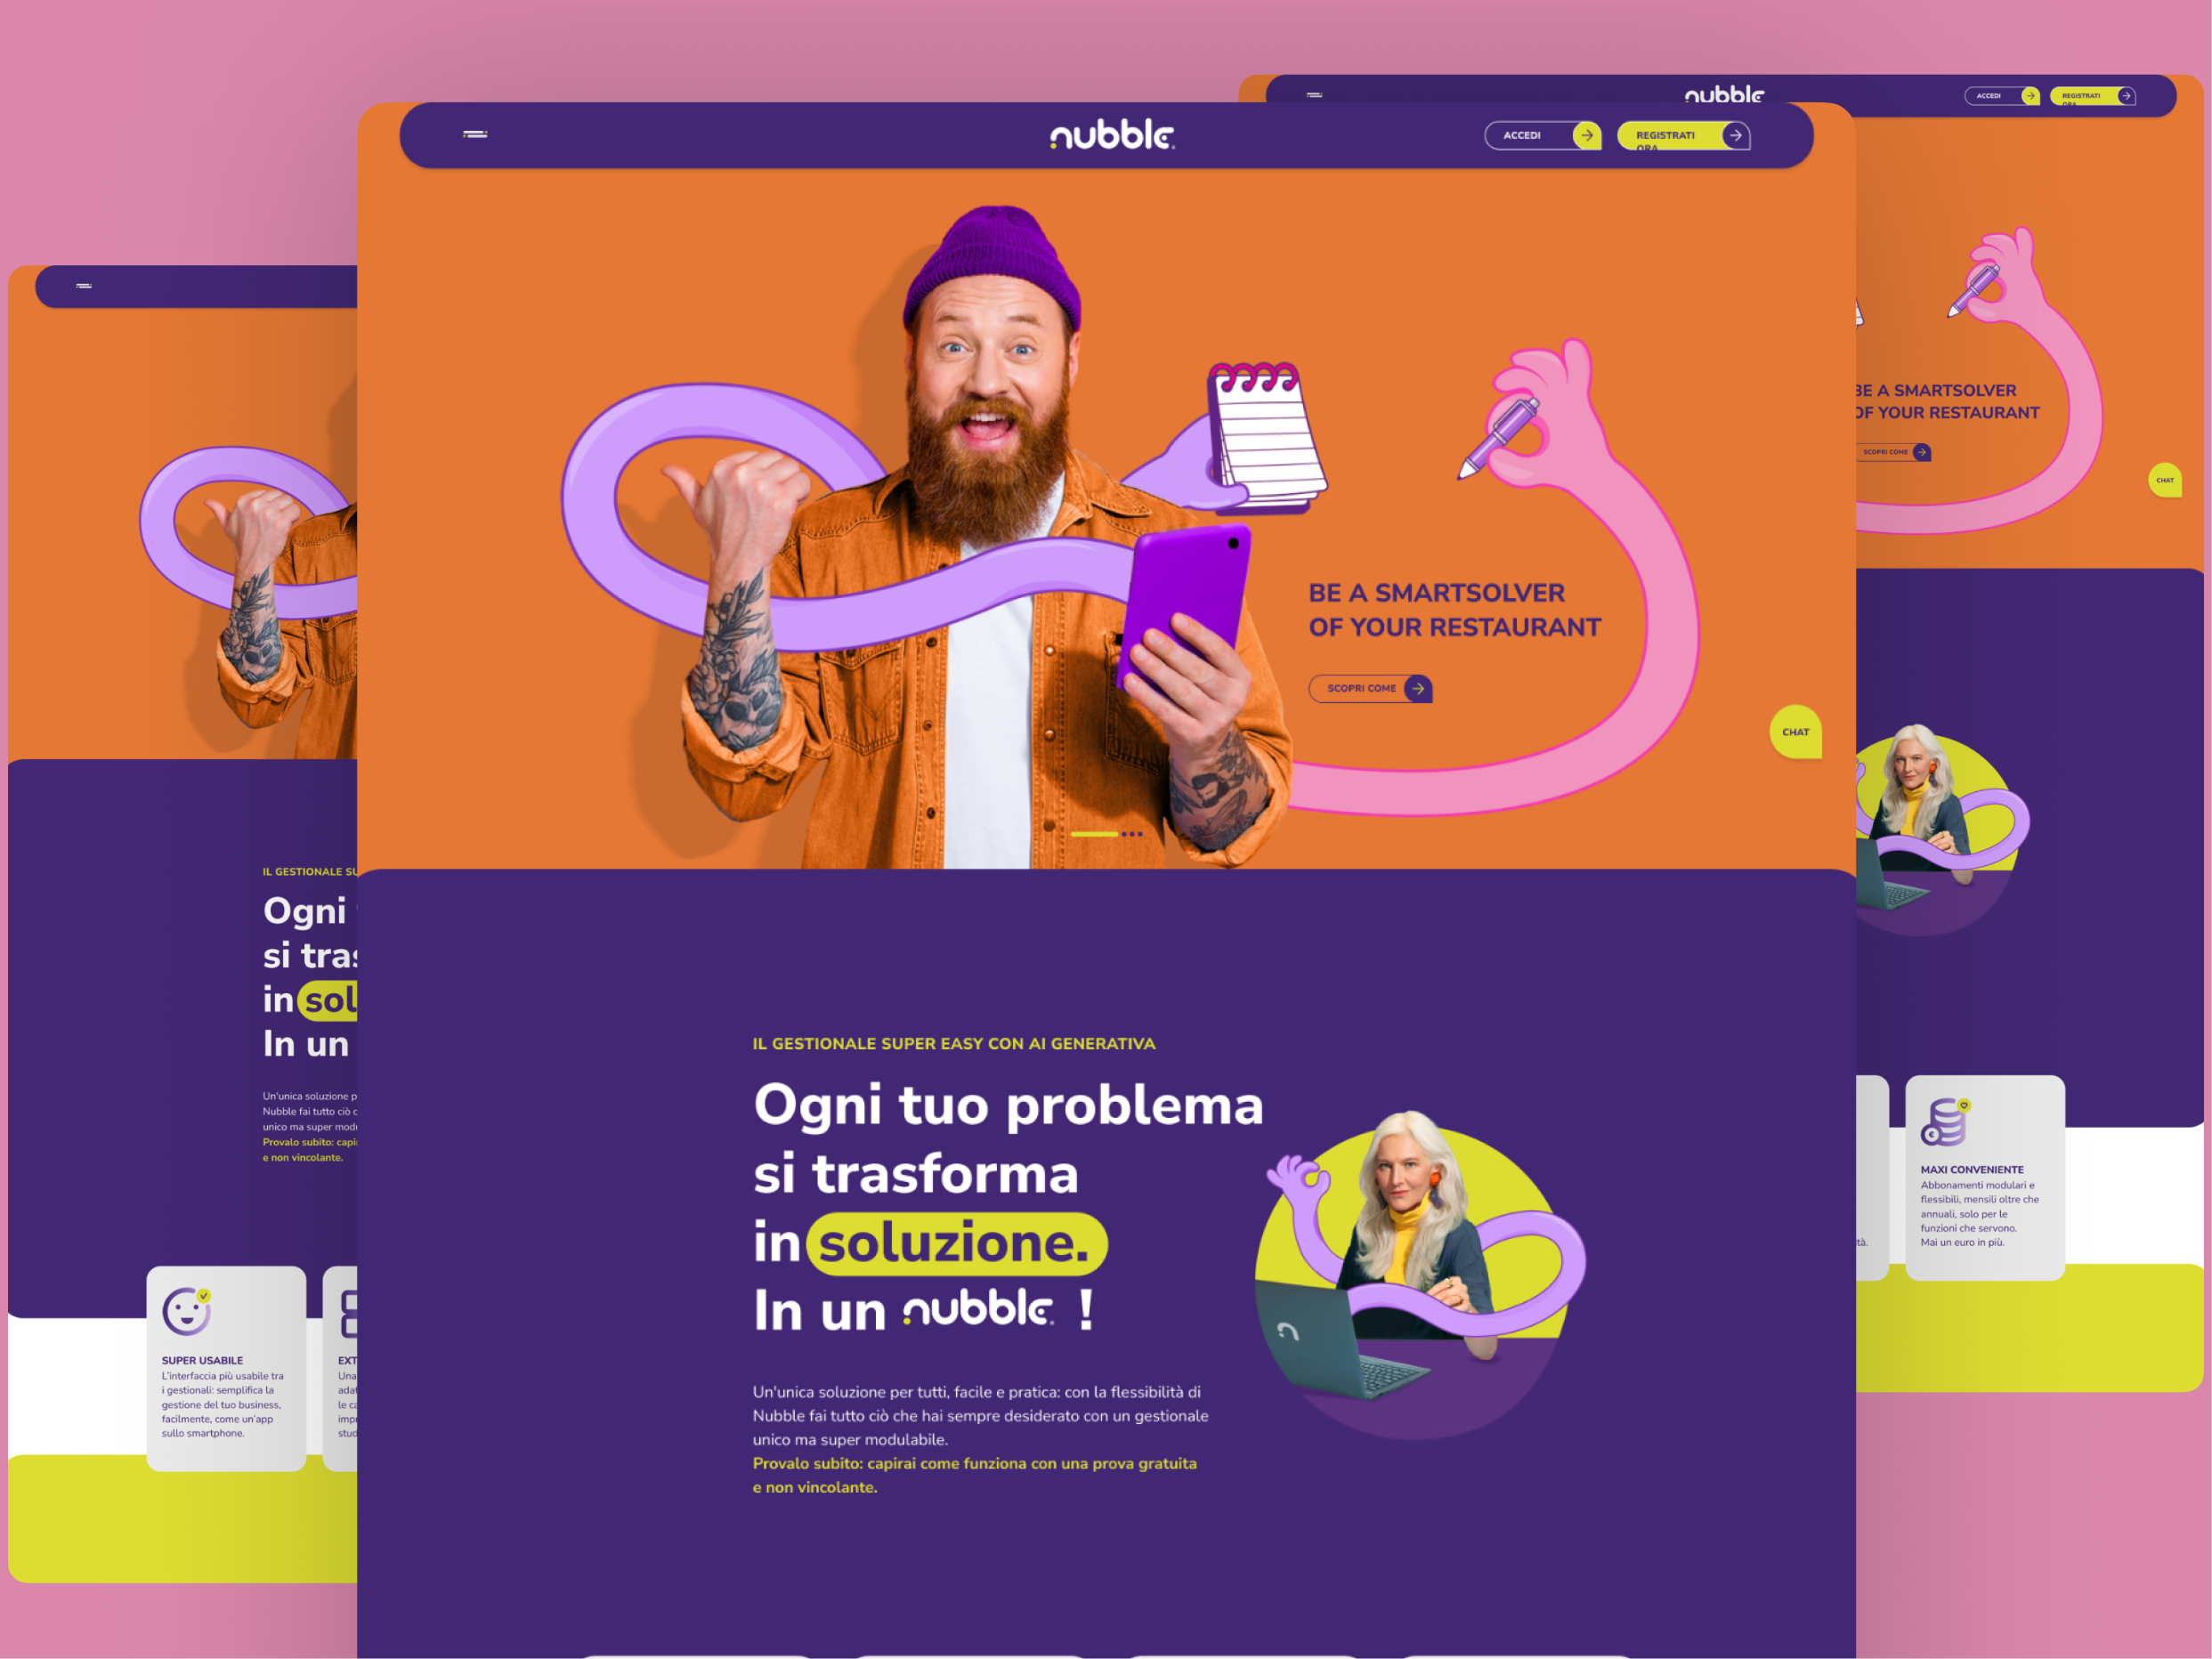 nubble
ACCEDI
REGISTRATI
ORA
nubble.
ACCEDI
REGISTRATI
ORA
BE A SMARTSOLVER
OF YOUR RESTAURANT
SCOPRI COME
CHAT
BE A SMARTSOLVER
OF YOUR RESTAURANT
SCOPRI COME
CHAT
IL GESTIONALE SU
Ogni
si tras
in sol
In un
Un'unica soluzione p
Nubble fai tutto ciò c
unico ma super modu
Provalo subito: capi
e non vincolante.
IL GESTIONALE SUPER EASY CON AI GENERATIVA
Ogni tuo problema
si trasforma
in soluzione.
In un nubble. !
Un'unica soluzione per tutti, facile e pratica: con la flessibilità di
Nubble fai tutto ciò che hai sempre desiderato con un gestionale
unico ma super modulabile.
Provalo subito: capirai come funziona con una prova gratuita
e non vincolante.
MAXI CONVENIENTE
Abbonamenti modulari e
flessibili, mensili oltre che
annuali, solo per le
funzioni che servono.
Mai un euro in più.
tà.
SUPER USABILE
L'interfaccia più usabile tra
i gestionali: semplifica la
gestione del tuo business,
facilmente, come un'app
sullo smartphone.
EXT
Una
adat
le ca
impr
stud